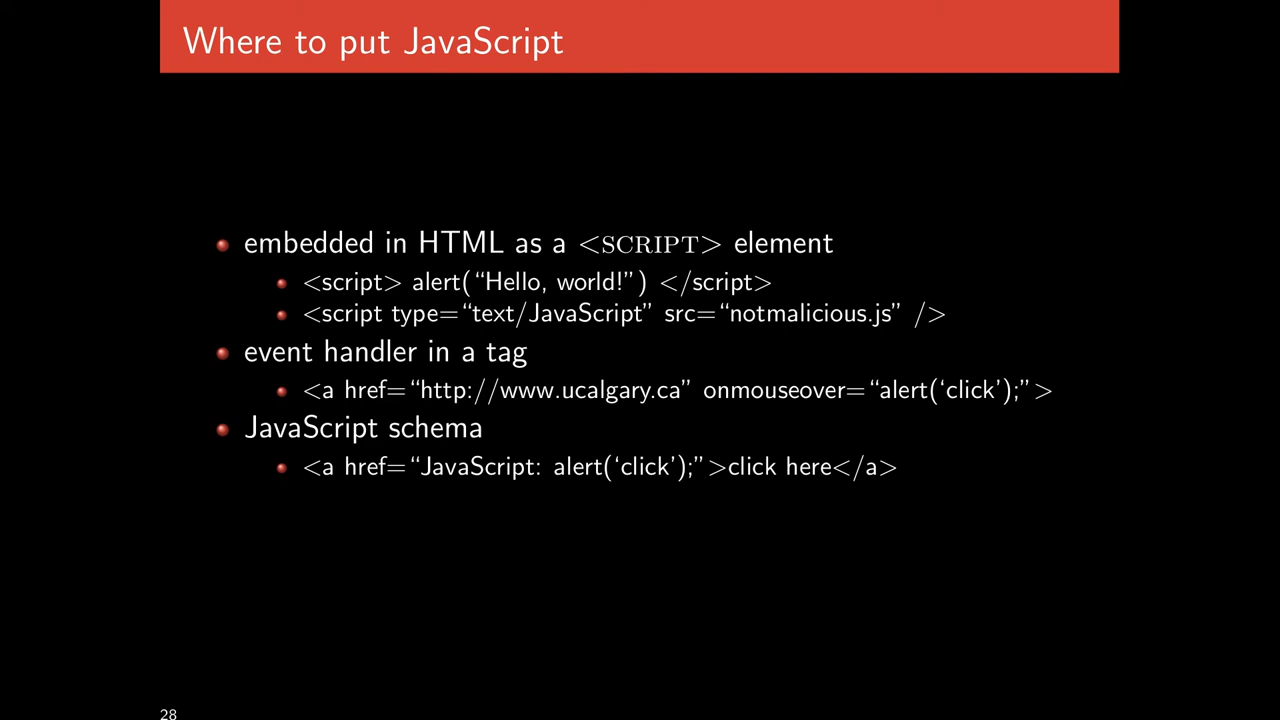 Where to put JavaScript
embedded in HTML as a <SCRIPT> element
<script> alert(“Hello, world!”) </script>
<script type=“text/JavaScript” src=“notmalicious.js” />
event handler in a tag
<a href=“http://www.ucalgary.ca” onmouseover=“alert(‘click’);”>
JavaScript schema
<a href=“JavaScript: alert(‘click’);”>click here</a>
28